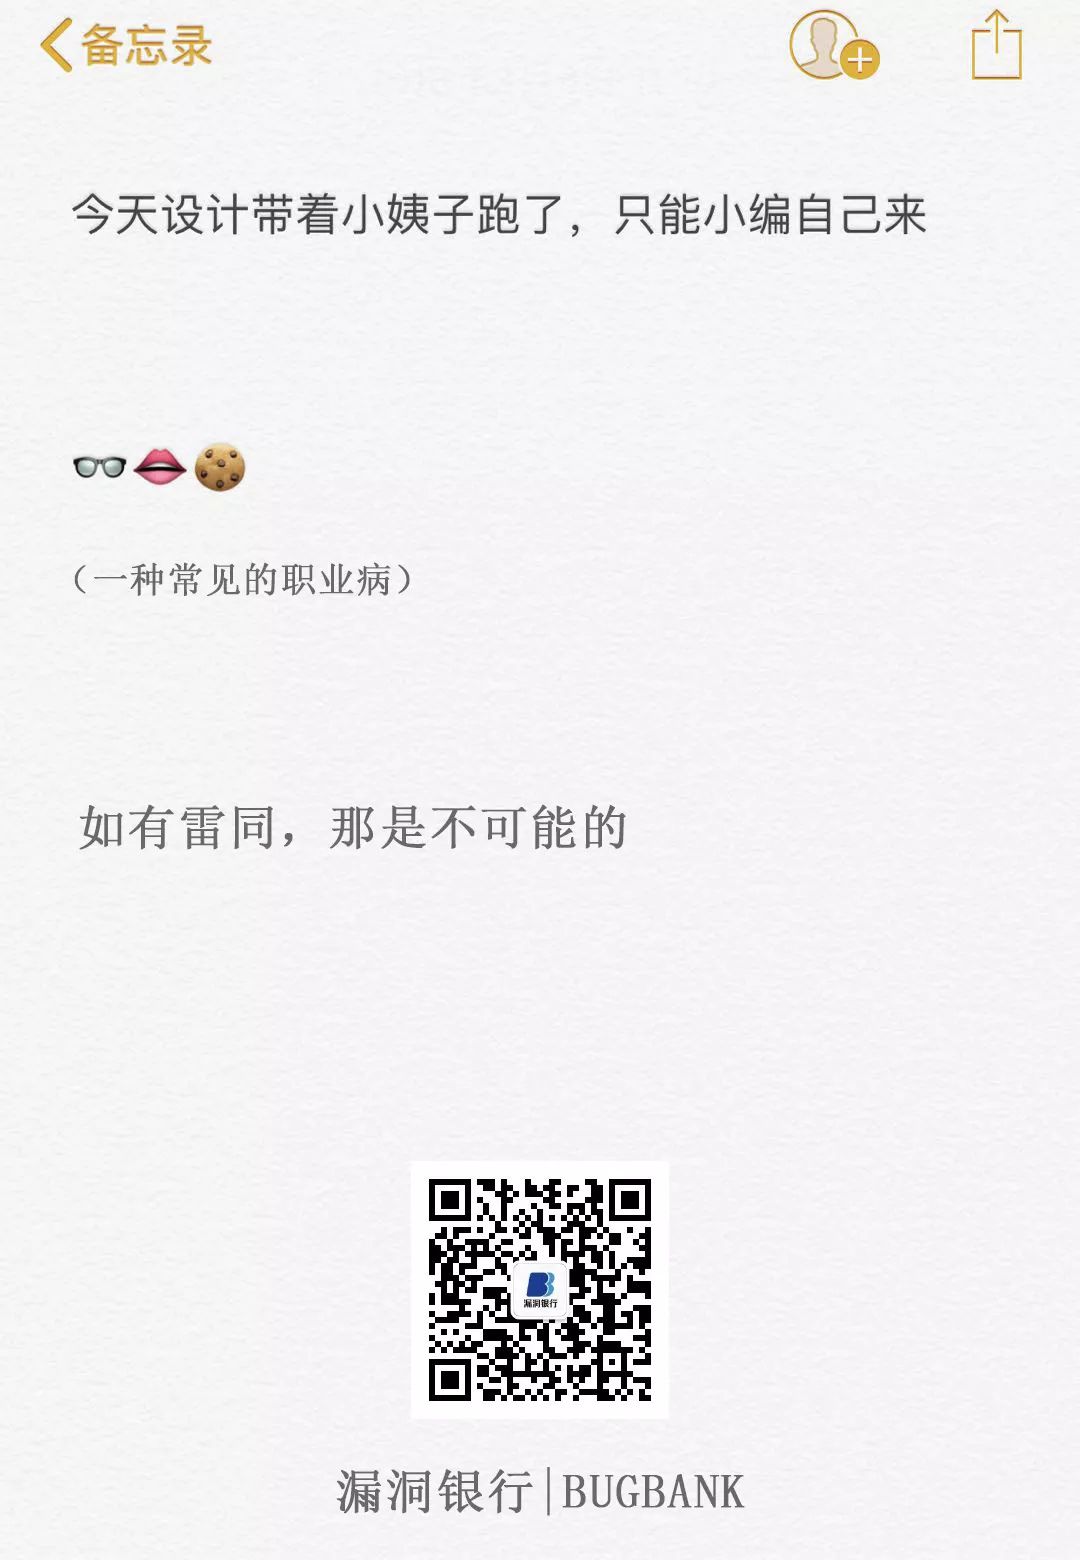 备忘录
今天设计带着小姨子跑了，只能小编自己来
👓👄🍪
（一种常见的职业病）
如有雷同，那是不可能的
漏洞银行
漏洞银行|BUGBANK